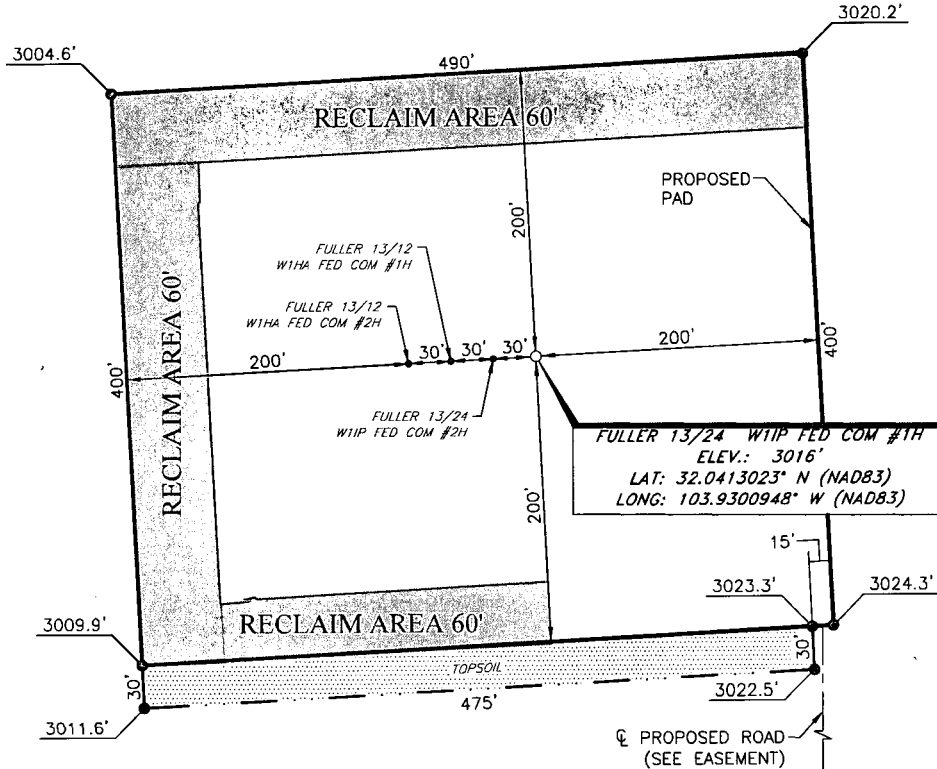 3020.2'
3004.6'
490'
RECLAIM AREA 60'
PROPOSED
PAD
200'
FULLER 13/12
W1HA FED COM #1H
FULLER 13/12
W1HA FED COM #2H
RECLAIM AREA 60'
400'
200'
30'
30'
30'
200'
400'
FULLER 13/24
W1IP FED COM #2H
FULLER 13/24 W1IP FED COM #1H
ELEV.: 3016'
LAT: 32.0413023° N (NAD83)
LONG: 103.9300948° W (NAD83)
200'
15'
3023.3'
3024.3'
3009.9'
RECLAIM AREA 60'
TOPSOIL
30'
30'
475'
3022.5'
3011.6'
℄ PROPOSED ROAD
(SEE EASEMENT)